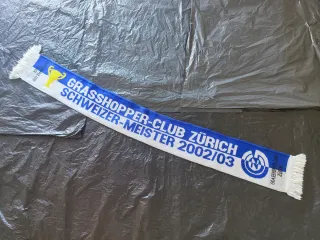 GRASSHOPPER-CLUB ZÜRICH
SCHWEIZER-MEISTER 2002/03